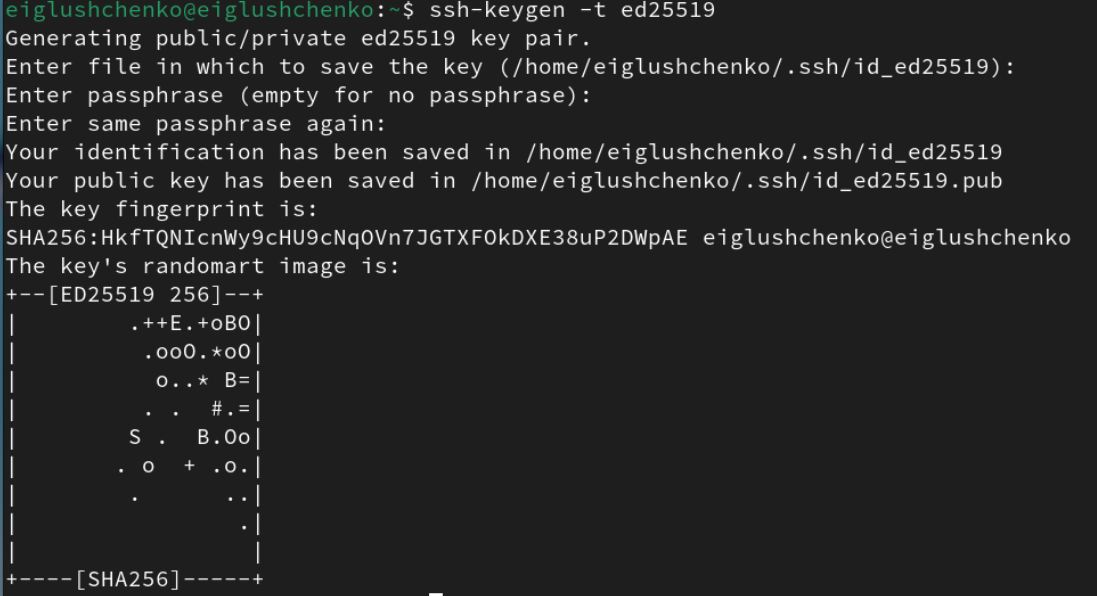 eiglushchenko@eiglushchenko:~$ ssh-keygen -t ed25519
Generating public/private ed25519 key pair.
Enter file in which to save the key (/home/eiglushchenko/.ssh/id_ed25519):
Enter passphrase (empty for no passphrase):
Enter same passphrase again:
Your identification has been saved in /home/eiglushchenko/.ssh/id_ed25519
Your public key has been saved in /home/eiglushchenko/.ssh/id_ed25519.pub
The key fingerprint is:
SHA256:HkfTQNIcnWy9cHU9cNqOVn7JGTXFOkDXE38uP2DWpAE eiglushchenko@eiglushchenko
The key's randomart image is:
+--[ED25519 256]--+
|        .++E.+oBO|
|         .ooO.*oO|
|          o..* B=|
|         . .  #.=|
|        S .  B.Oo|
|       . o  + .o.|
|        .      ..|
|                .|
|                 |
+----[SHA256]-----+